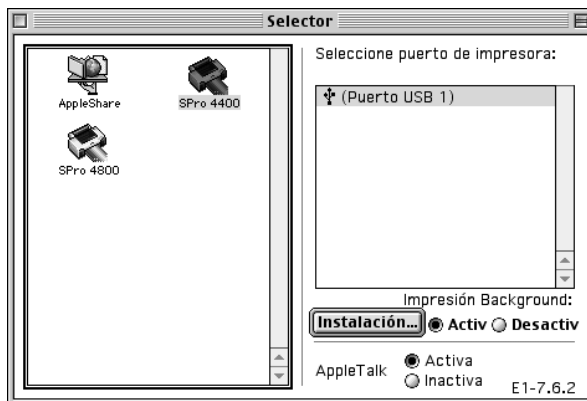 Selector
AppleShare
SPro 4400
SPro 4800
Seleccione puerto de impresora:
(Puerto USB 1)
Impresión Background:
Instalación... Activ Desactiv
AppleTalk
Activa
Inactiva
E1-7.6.2